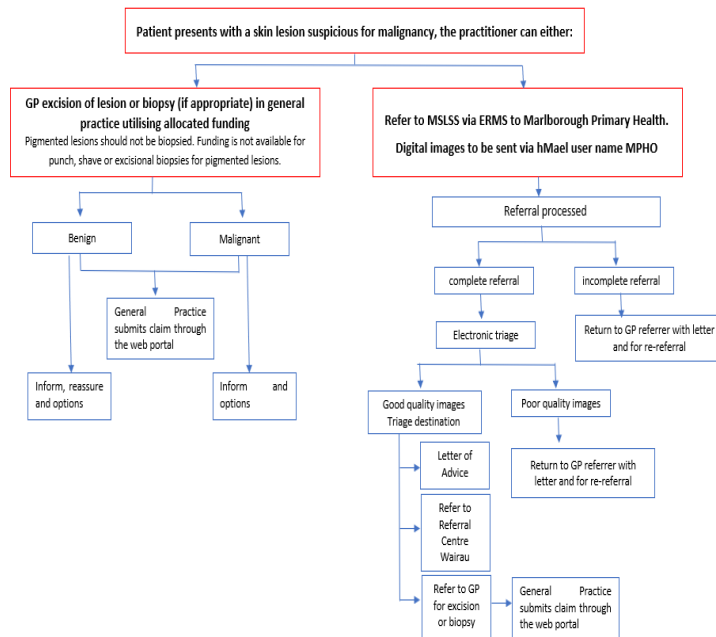 Patient presents with a skin lesion suspicious for malignancy, the practitioner can either:
GP excision of lesion or biopsy (if appropriate) in general
practice utilising allocated funding
Pigmented lesions should not be biopsied. Funding is not available for
punch, shave or excisional biopsies for pigmented lesions.
Refer to MSLSS via ERMS to Marlborough Primary Health.
Digital images to be sent via hMael user name MPHO
Benign
Malignant
General Practice
submits claim through
the web portal
Inform, reassure
and options
Inform and
options
Referral processed
complete referral
incomplete referral
Electronic triage
Return to GP referrer with letter
and for re-referral
Good quality images
Triage destination
Poor quality images
Return to GP referrer with
letter and for re-referral
Letter of
Advice
Refer to
Referral
Centre
Wairau
Refer to GP
for excision
or biopsy
General Practice
submits claim through
the web portal